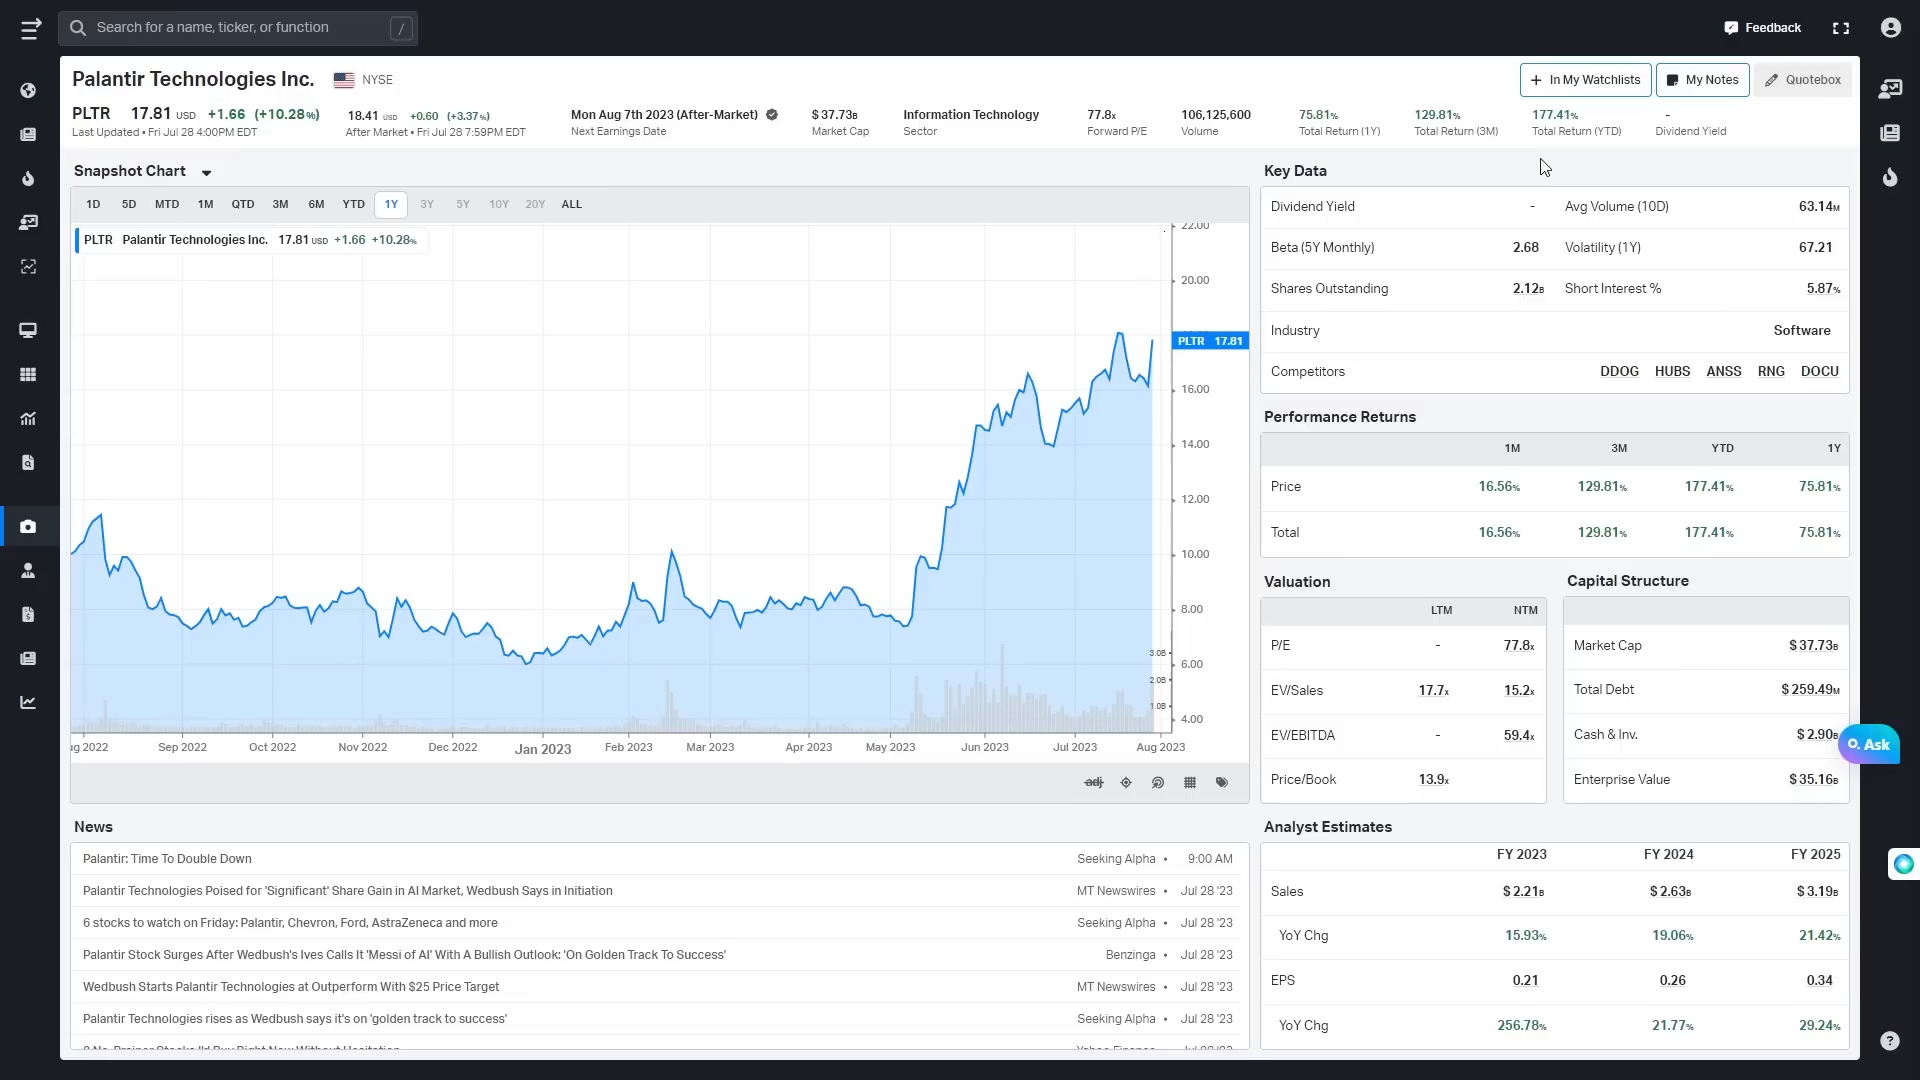 Search for a name, ticker, or function
/
Feedback
Palantir Technologies Inc. NYSE
In My Watchlists
My Notes
Quotebox
PLTR 17.81 USD +1.66 (+10.28%)
Last Updated • Fri Jul 28 4:00PM EDT
18.41 USD +0.60 (+3.37%)
After Market • Fri Jul 28 7:59PM EDT
Mon Aug 7th 2023 (After-Market)
Next Earnings Date
$ 37.73B
Market Cap
Information Technology
Sector
77.8x
Forward P/E
106,125,600
Volume
75.81%
Total Return (1Y)
129.81%
Total Return (3M)
177.41%
Total Return (YTD)
-
Dividend Yield
Snapshot Chart
1D 5D MTD 1M QTD 3M 6M YTD 1Y 3Y 5Y 10Y 20Y ALL
PLTR Palantir Technologies Inc. 17.81 USD +1.66 +10.28%
22.00
20.00
PLTR 17.81
16.00
14.00
12.00
10.00
8.00
3.0B
6.00
2.0B
1.0B
4.00
ug 2022 Sep 2022 Oct 2022 Nov 2022 Dec 2022 Jan 2023 Feb 2023 Mar 2023 Apr 2023 May 2023 Jun 2023 Jul 2023 Aug 2023
adj
Key Data
Dividend Yield - Avg Volume (10D) 63.14M
Beta (5Y Monthly) 2.68 Volatility (1Y) 67.21
Shares Outstanding 2.12B Short Interest % 5.87%
Industry Software
Competitors DDOG HUBS ANSS RNG DOCU
Performance Returns
1M 3M YTD 1Y
Price 16.56% 129.81% 177.41% 75.81%
Total 16.56% 129.81% 177.41% 75.81%
Valuation
LTM NTM
P/E - 77.8x
EV/Sales 17.7x 15.2x
EV/EBITDA - 59.4x
Price/Book 13.9x
Capital Structure
Market Cap $ 37.73B
Total Debt $ 259.49M
Cash & Inv. $ 2.90B
Enterprise Value $ 35.16B
Ask
News
Palantir: Time To Double Down Seeking Alpha • 9:00 AM
Palantir Technologies Poised for 'Significant' Share Gain in AI Market, Wedbush Says in Initiation MT Newswires • Jul 28 '23
6 stocks to watch on Friday: Palantir, Chevron, Ford, AstraZeneca and more Seeking Alpha • Jul 28 '23
Palantir Stock Surges After Wedbush's Ives Calls It 'Messi of AI' With A Bullish Outlook: 'On Golden Track To Success' Benzinga • Jul 28 '23
Wedbush Starts Palantir Technologies at Outperform With $25 Price Target MT Newswires • Jul 28 '23
Palantir Technologies rises as Wedbush says it's on 'golden track to success' Seeking Alpha • Jul 28 '23
Analyst Estimates
FY 2023 FY 2024 FY 2025
Sales $ 2.21B $ 2.63B $ 3.19B
YoY Chg 15.93% 19.06% 21.42%
EPS 0.21 0.26 0.34
YoY Chg 256.78% 21.77% 29.24%
?